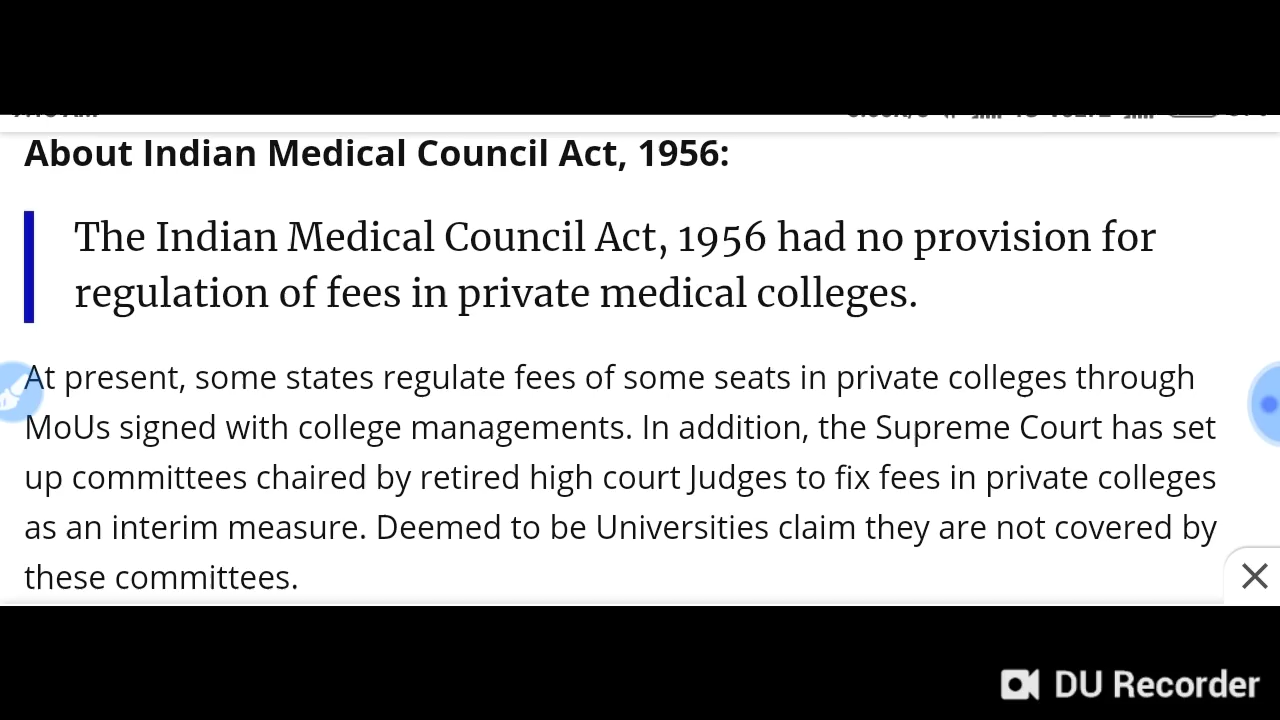 About Indian Medical Council Act, 1956:
The Indian Medical Council Act, 1956 had no provision for
regulation of fees in private medical colleges.
At present, some states regulate fees of some seats in private colleges through
MoUs signed with college managements. In addition, the Supreme Court has set
up committees chaired by retired high court Judges to fix fees in private colleges
as an interim measure. Deemed to be Universities claim they are not covered by
these committees.
DU Recorder